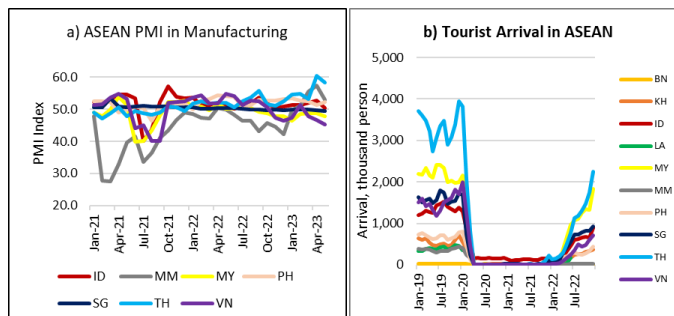 a) ASEAN PMI in Manufacturing
PMI Index
60.0
50.0
40.0
30.0
20.0
Jan-21
Apr-21
Jul-21
Oct-21
Jan-22
Apr-22
Jul-22
Oct-22
Jan-23
Apr-23
ID MM MY PH
SG TH VN
b) Tourist Arrival in ASEAN
Arrival, thousand person
5,000
4,000
3,000
2,000
1,000
0
Jan-19
Jul-19
Jan-20
Jul-20
Jan-21
Jul-21
Jan-22
Jul-22
BN
KH
ID
LA
MY
MM
PH
SG
TH
VN